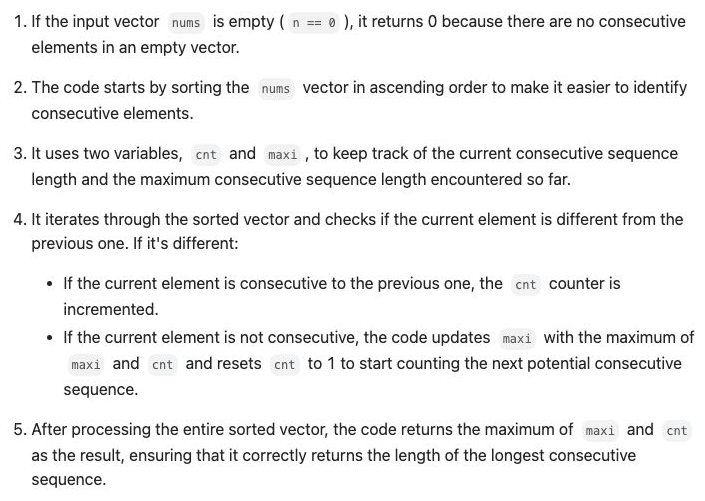 1. If the input vector nums is empty ( n == 0 ), it returns 0 because there are no consecutive
elements in an empty vector.
2. The code starts by sorting the nums vector in ascending order to make it easier to identify
consecutive elements.
3. It uses two variables, cnt and maxi , to keep track of the current consecutive sequence
length and the maximum consecutive sequence length encountered so far.
4. It iterates through the sorted vector and checks if the current element is different from the
previous one. If it's different:
• If the current element is consecutive to the previous one, the cnt counter is
incremented.
• If the current element is not consecutive, the code updates maxi with the maximum of
maxi and cnt and resets cnt to 1 to start counting the next potential consecutive
sequence.
5. After processing the entire sorted vector, the code returns the maximum of maxi and cnt
as the result, ensuring that it correctly returns the length of the longest consecutive
sequence.